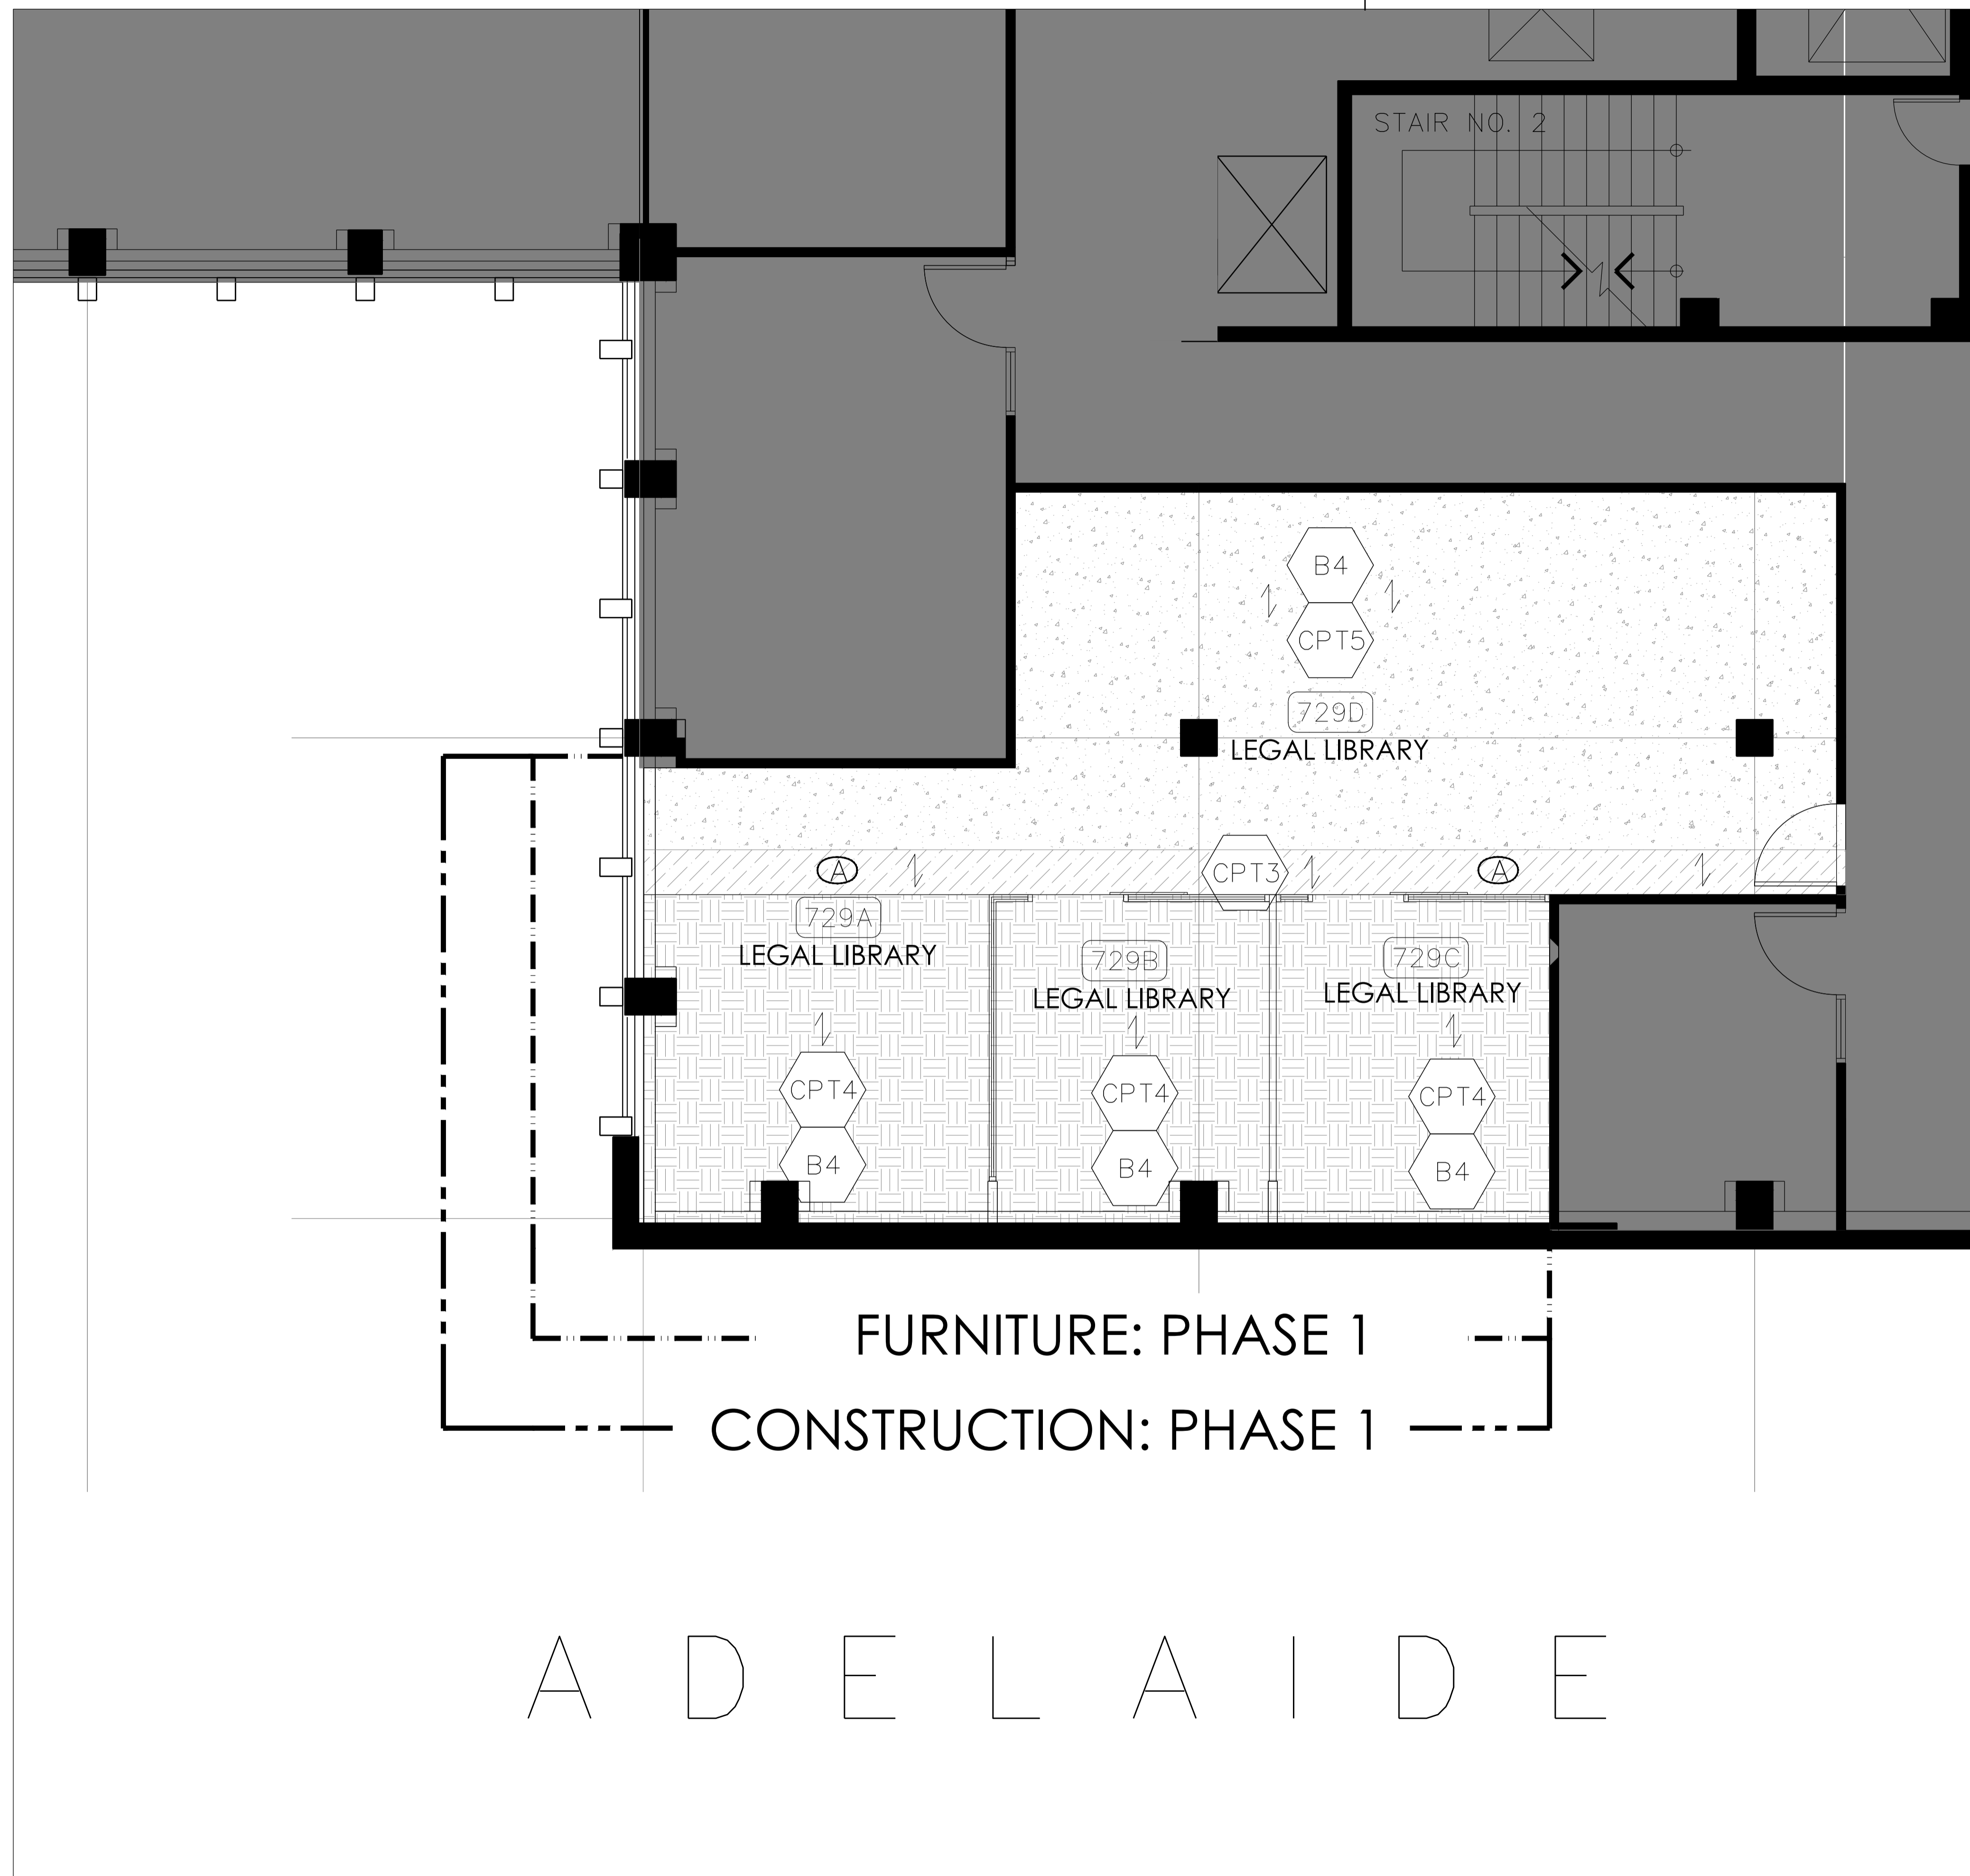 STAIR NO. 2
B4
CPT5
729D
LEGAL LIBRARY
A
CPT3
A
729A
LEGAL LIBRARY
729B
LEGAL LIBRARY
729C
LEGAL LIBRARY
CPT4
B4
CPT4
B4
CPT4
B4
FURNITURE: PHASE 1
CONSTRUCTION: PHASE 1
ADELAIDE